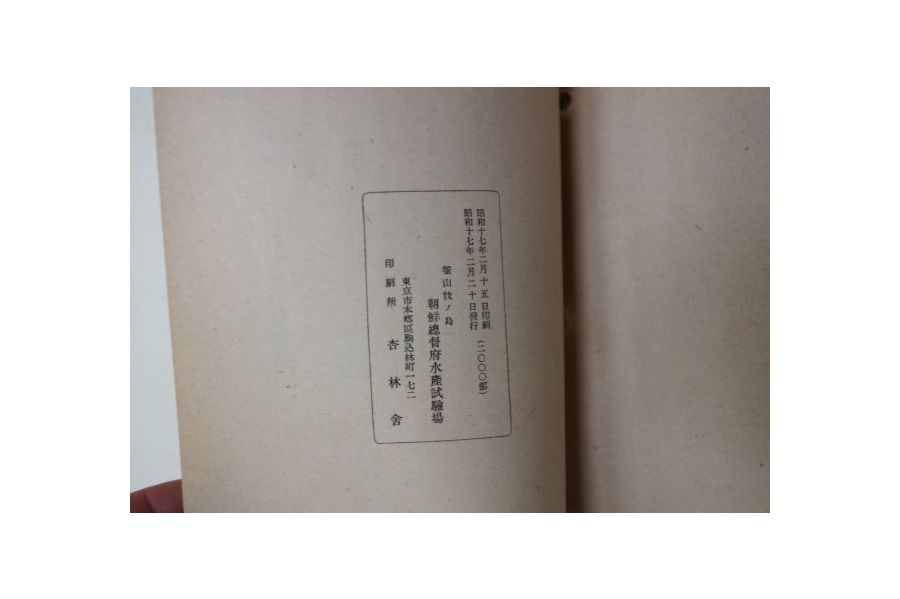 昭和十七年二月十五日印刷
昭和十七年二月二十日發行
(二〇〇〇部)
釜山牧ノ島
朝鮮總督府水產試驗場
東京市本鄕區駒込林町一七二
印刷所 杏林舍